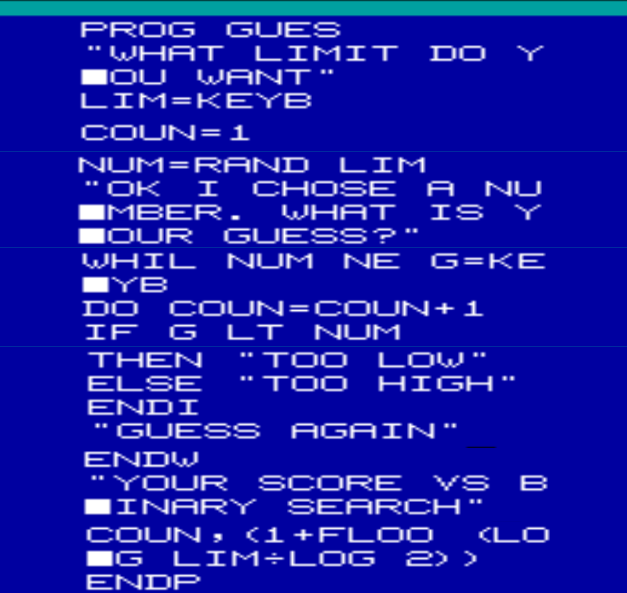 PROG GUES
"WHAT LIMIT DO Y
■OU WANT"
LIM=KEYB
COUN=1
NUM=RAND LIM
"OK I CHOSE A NU
■MBER. WHAT IS Y
■OUR GUESS?"
WHIL NUM NE G=KE
■YB
DO COUN=COUN+1
IF G LT NUM
THEN "TOO LOW"
ELSE "TOO HIGH"
ENDI
"GUESS AGAIN"
ENDW
"YOUR SCORE VS B
■INARY SEARCH"
COUN,(1+FLOO (LO
■G LIM÷LOG 2))
ENDP